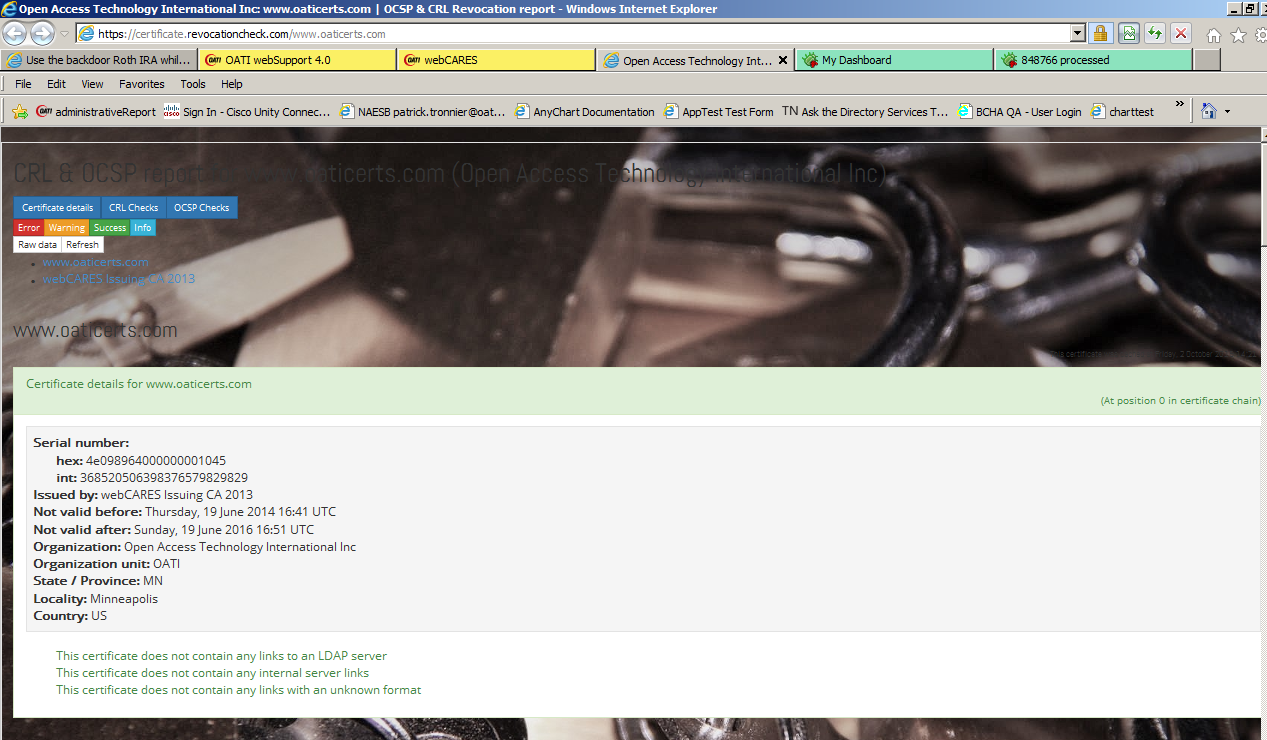 Open Access Technology International Inc: www.oaticerts.com | OCSP & CRL Revocation report - Windows Internet Explorer
https://certificate.revocationcheck.com/www.oaticerts.com
Use the backdoor Roth IRA whil... OATI OATI webSupport 4.0 OATI webCARES Open Access Technology Int... My Dashboard 848766 processed
File Edit View Favorites Tools Help
OATI administrativeReport cisco Sign In - Cisco Unity Connec... NAESB patrick.tronnier@oat... AnyChart Documentation AppTest Test Form TN Ask the Directory Services T... BCHA QA - User Login charttest »
CRL & OCSP report www.oaticerts.com (Open Access Technology International Inc)
Certificate details CRL Checks OCSP Checks
Error Warning Success Info
Raw data Refresh
www.oaticerts.com
webCARES Issuing CA 2013
www.oaticerts.com
This certificate
Certificate details for www.oaticerts.com
(At position 0 in certificate chain)
Serial number:
hex: 4e098964000000001045
int: 368520506398376579829829
Issued by: webCARES Issuing CA 2013
Not valid before: Thursday, 19 June 2014 16:41 UTC
Not valid after: Sunday, 19 June 2016 16:51 UTC
Organization: Open Access Technology International Inc
Organization unit: OATI
State / Province: MN
Locality: Minneapolis
Country: US
This certificate does not contain any links to an LDAP server
This certificate does not contain any internal server links
This certificate does not contain any links with an unknown format